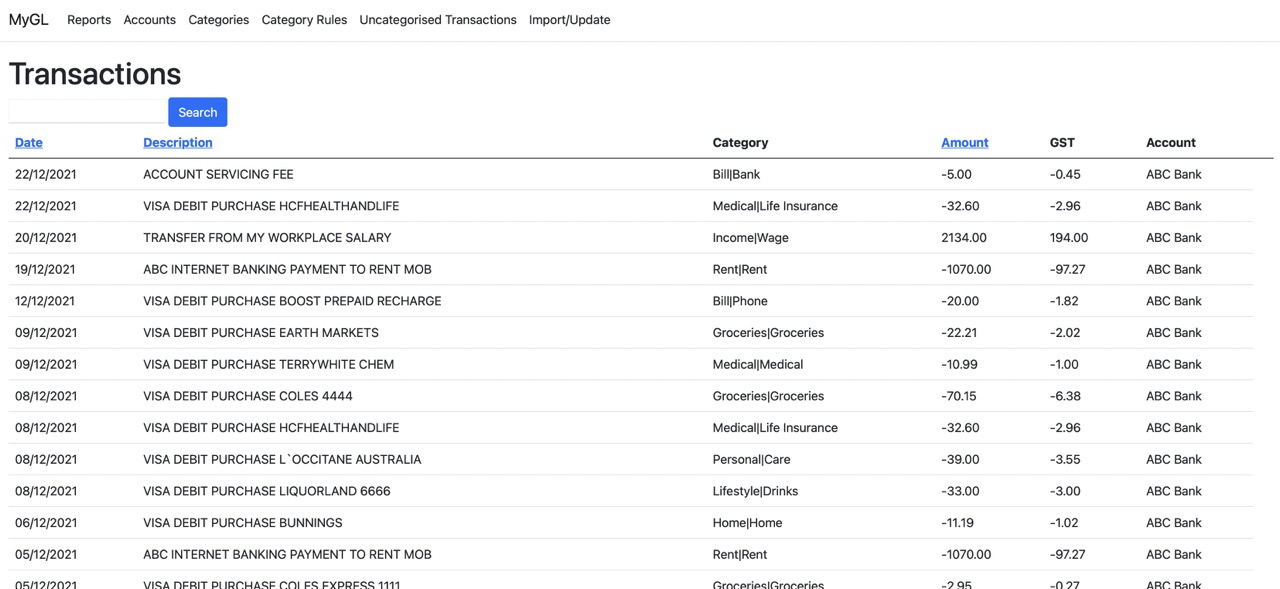 MyGL Reports Accounts Categories Category Rules Uncategorised Transactions Import/Update
Transactions
Search
Date Description Category Amount GST Account
22/12/2021 ACCOUNT SERVICING FEE Bill|Bank -5.00 -0.45 ABC Bank
22/12/2021 VISA DEBIT PURCHASE HCFHEALTHANDLIFE Medical|Life Insurance -32.60 -2.96 ABC Bank
20/12/2021 TRANSFER FROM MY WORKPLACE SALARY Income|Wage 2134.00 194.00 ABC Bank
19/12/2021 ABC INTERNET BANKING PAYMENT TO RENT MOB Rent|Rent -1070.00 -97.27 ABC Bank
12/12/2021 VISA DEBIT PURCHASE BOOST PREPAID RECHARGE Bill|Phone -20.00 -1.82 ABC Bank
09/12/2021 VISA DEBIT PURCHASE EARTH MARKETS Groceries|Groceries -22.21 -2.02 ABC Bank
09/12/2021 VISA DEBIT PURCHASE TERRYWHITE CHEM Medical|Medical -10.99 -1.00 ABC Bank
08/12/2021 VISA DEBIT PURCHASE COLES 4444 Groceries|Groceries -70.15 -6.38 ABC Bank
08/12/2021 VISA DEBIT PURCHASE HCFHEALTHANDLIFE Medical|Life Insurance -32.60 -2.96 ABC Bank
08/12/2021 VISA DEBIT PURCHASE L`OCCITANE AUSTRALIA Personal|Care -39.00 -3.55 ABC Bank
08/12/2021 VISA DEBIT PURCHASE LIQUORLAND 6666 Lifestyle|Drinks -33.00 -3.00 ABC Bank
06/12/2021 VISA DEBIT PURCHASE BUNNINGS Home|Home -11.19 -1.02 ABC Bank
05/12/2021 ABC INTERNET BANKING PAYMENT TO RENT MOB Rent|Rent -1070.00 -97.27 ABC Bank
05/12/2021 VISA DEBIT PURCHASE COLES EXPRESS 1111 Groceries|Groceries -2.95 -0.27 ABC Bank